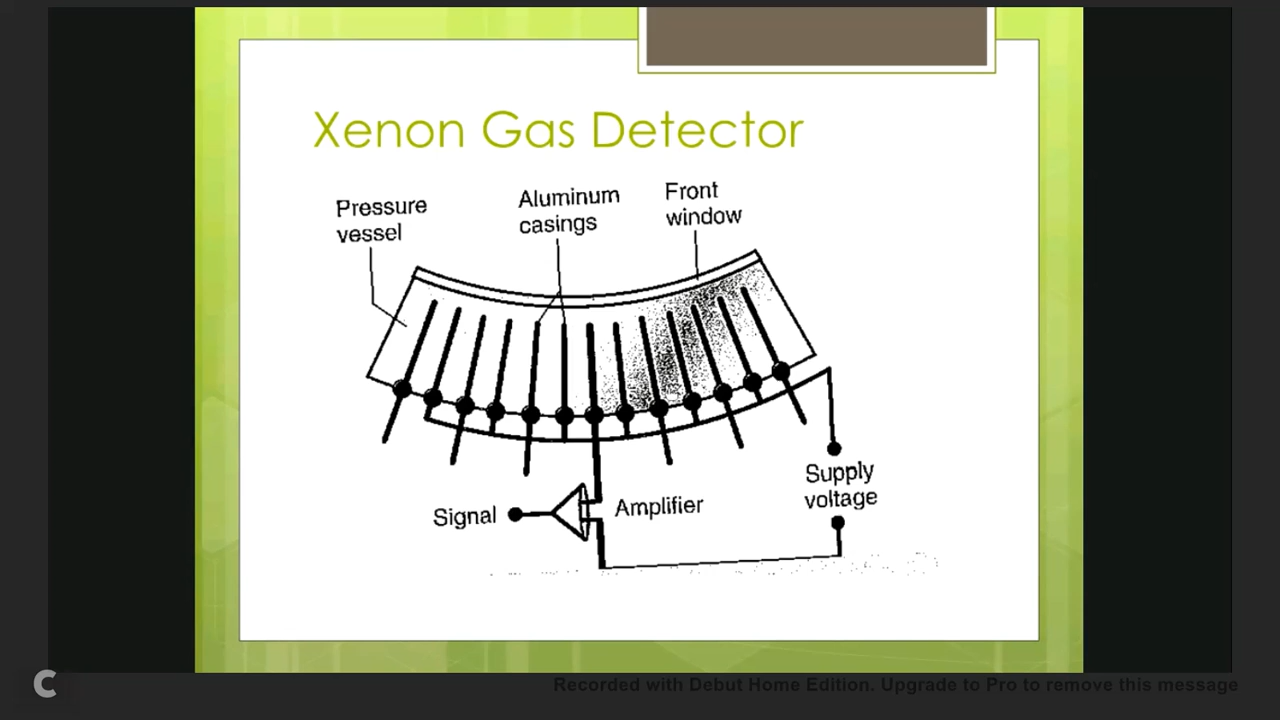 Xenon Gas Detector
Pressure
vessel
Aluminum
casings
Front
window
Supply
voltage
Signal
Amplifier
C
Recorded with Debut Home Edition. Upgrade to Pro to remove this message